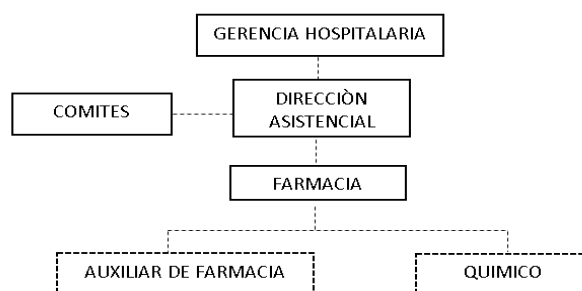 GERENCIA HOSPITALARIA
COMITES
DIRECCIÒN
ASISTENCIAL
FARMACIA
AUXILIAR DE FARMACIA
QUIMICO